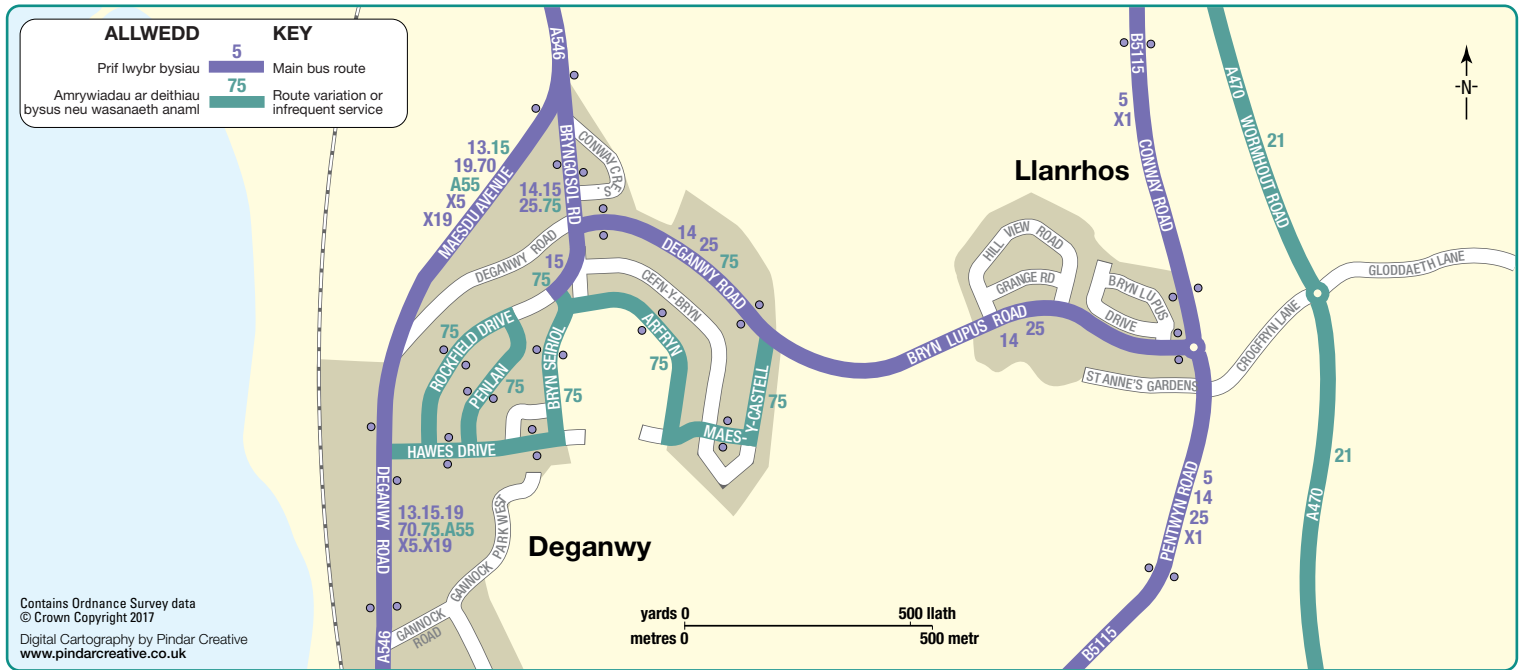 ALLWEDD KEY
5
Prif lwybr bysiau Main bus route
75
Amrywiadau ar deithiau
bysus neu wasanaeth anaml
Route variation or
infrequent service
A546
13.15
19.70
A55
X5
X19
MAESDU AVENUE
BRYNGOSOL RD
CONWAY CRES.
14.15
25.75
DEGANWY ROAD
15
75
14
25
75
DEGANWY ROAD
CEFN-Y-BRYN
ARFRYN
75
75
ROCKFIELD DRIVE
PENLAN
75
BRYN SEIRIOL
75
HAWES DRIVE
MAES-
Y-CASTELL
75
DEGANWY ROAD
13.15.19
70.75.A55
X5.X19
GANNOCK PARK WEST
GANNOCK
ROAD
A546
Deganwy
Llanrhos
B5115
5
X1
CONWAY ROAD
A470
WORMHOUT ROAD
21
-N-
HILL VIEW ROAD
GRANGE RD
BRYN LUPUS
DRIVE
BRYN LUPUS ROAD
14
25
ST ANNE'S GARDENS
CROGFRYN LANE
GLODDAETH LANE
PENTWYN ROAD
5
14
25
X1
B5115
21
A470
yards 0 500 llath
metres 0 500 metr
Contains Ordnance Survey data
© Crown Copyright 2017
Digital Cartography by Pindar Creative
www.pindarcreative.co.uk